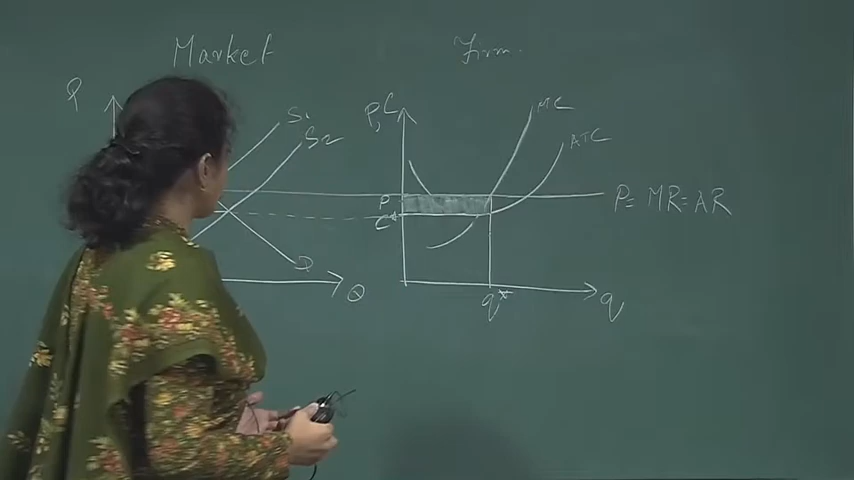 Market
Firm.
P
P, C
S1
S2
MC
ATC
P
C
P= MR=AR
D
Q
q*
q